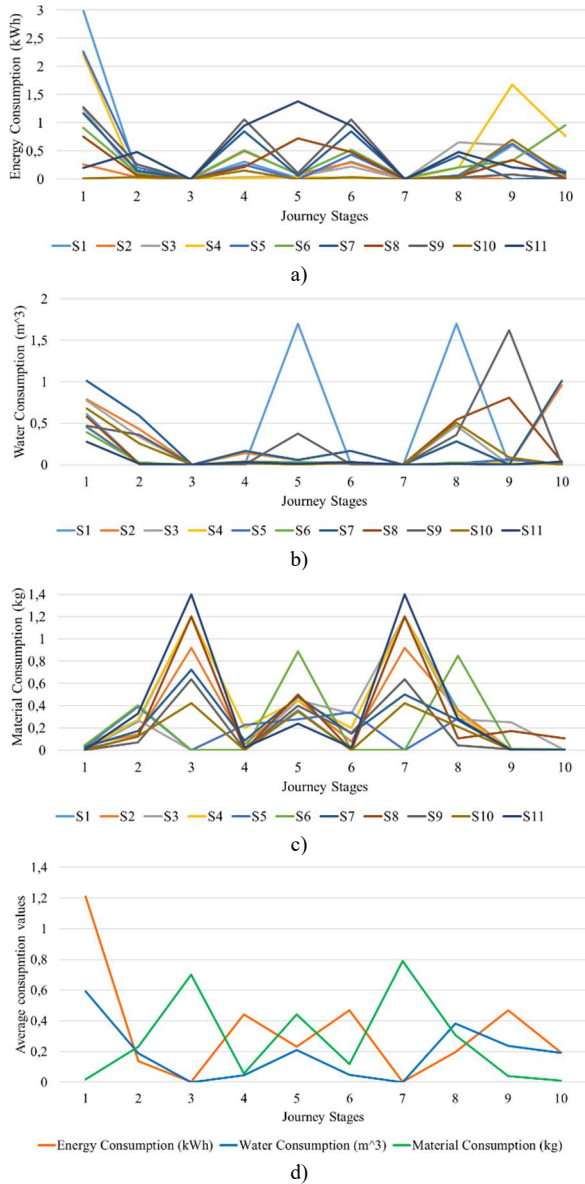 Energy Consumption (kWh)
3
2,5
2
1,5
1
0,5
0
1 2 3 4 5 6 7 8 9 10
Journey Stages
S1 S2 S3 S4 S5 S6 S7 S8 S9 S10 S11
a)
Water Consumption (m^3)
2
1,5
1
0,5
0
1 2 3 4 5 6 7 8 9 10
Journey Stages
S1 S2 S3 S4 S5 S6 S7 S8 S9 S10 S11
b)
Material Consumption (kg)
1,4
1,2
1
0,8
0,6
0,4
0,2
0
1 2 3 4 5 6 7 8 9 10
Journey Stages
S1 S2 S3 S4 S5 S6 S7 S8 S9 S10 S11
c)
Average consupmtion values
1,4
1,2
1
0,8
0,6
0,4
0,2
0
1 2 3 4 5 6 7 8 9 10
Journey Stages
Energy Consumption (kWh) Water Consumption (m^3) Material Consumption (kg)
d)